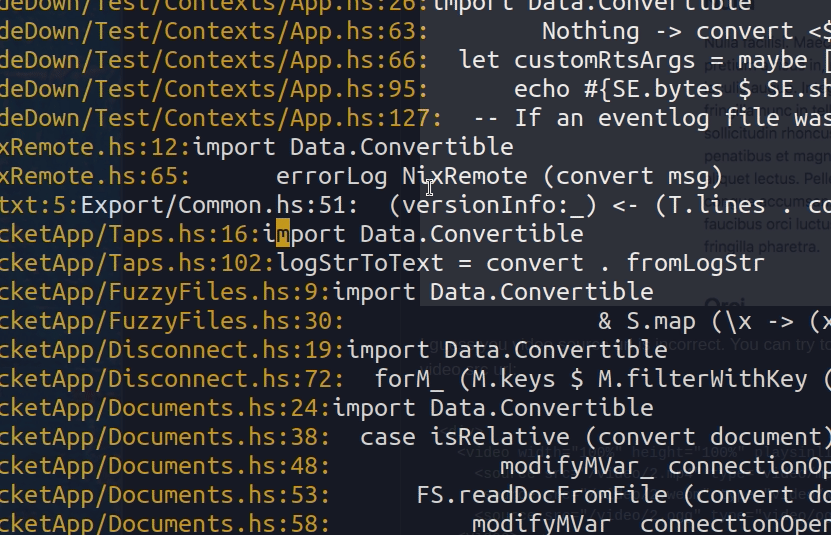 deDown/Test/Contexts/App.hs:26:import Data.Convertible
deDown/Test/Contexts/App.hs:63:        Nothing -> convert <$
deDown/Test/Contexts/App.hs:66:  let customRtsArgs = maybe [
deDown/Test/Contexts/App.hs:95:      echo #{SE.bytes $ SE.sh
deDown/Test/Contexts/App.hs:127:  -- If an eventlog file was
xRemote.hs:12:import Data.Convertible
xRemote.hs:65:      errorLog NixRemote (convert msg)
txt:5:Export/Common.hs:51:  (versionInfo:_) <- (T.lines . co
cketApp/Taps.hs:16:import Data.Convertible
cketApp/Taps.hs:102:logStrToText = convert . fromLogStr
cketApp/FuzzyFiles.hs:9:import Data.Convertible
cketApp/FuzzyFiles.hs:30:                  & S.map (\x -> (x
cketApp/Disconnect.hs:19:import Data.Convertible
cketApp/Disconnect.hs:72:  forM_ (M.keys $ M.filterWithKey (
cketApp/Documents.hs:24:import Data.Convertible
cketApp/Documents.hs:38:  case isRelative (convert document)
cketApp/Documents.hs:48:            modifyMVar_ connectionOp
cketApp/Documents.hs:53:      FS.readDocFromFile (convert do
cketApp/Documents.hs:58:          modifyMVar  connectionOpen